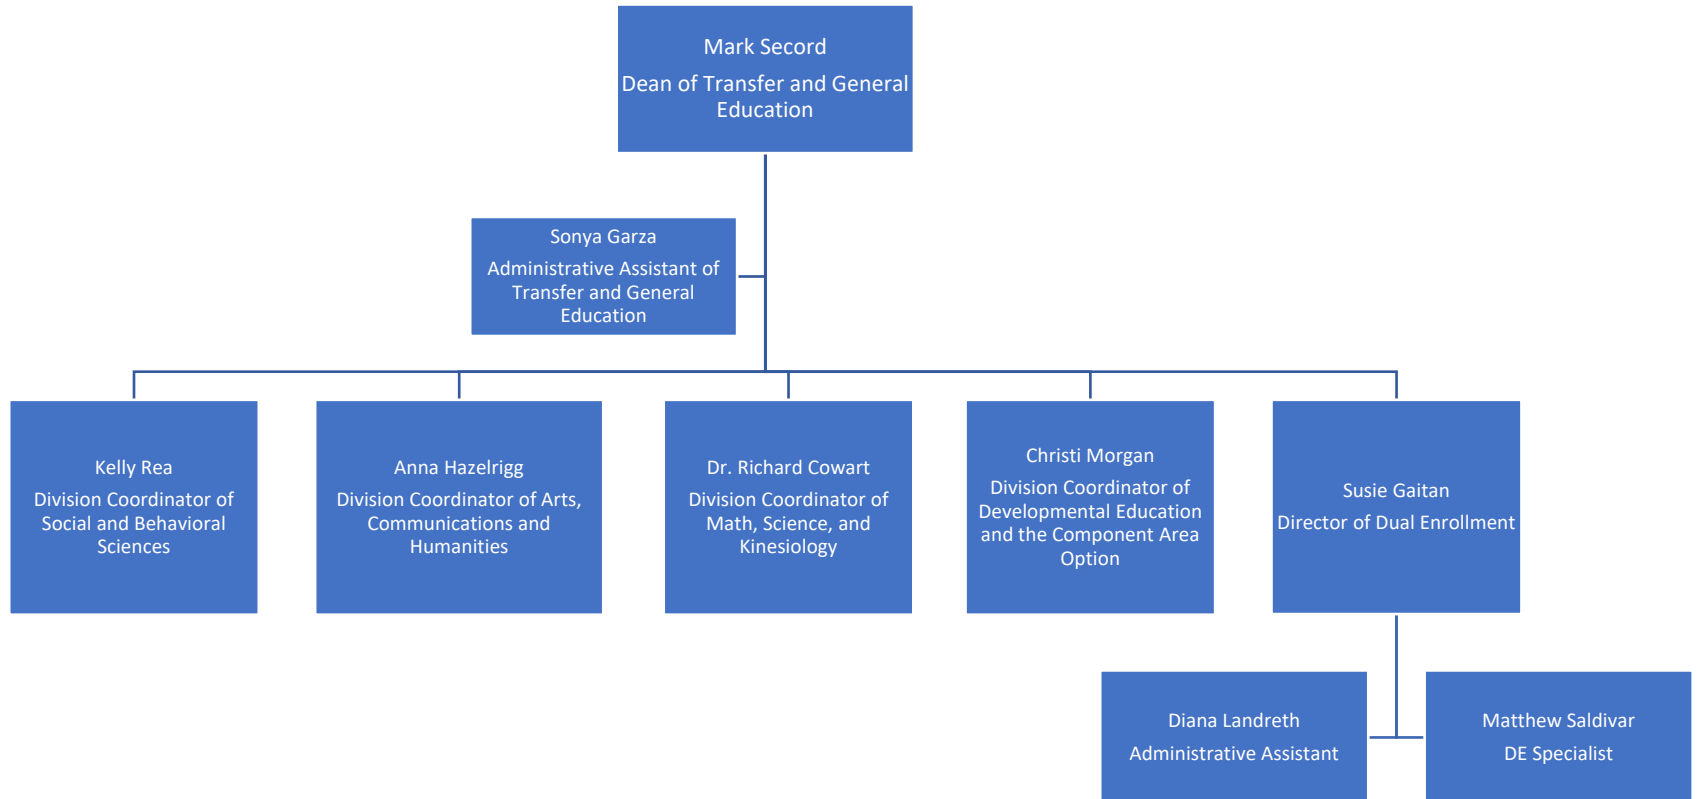 Mark Secord
Dean of Transfer and General
Education
Sonya Garza
Administrative Assistant of
Transfer and General
Education
Kelly Rea
Division Coordinator of
Social and Behavioral
Sciences
Anna Hazelrigg
Division Coordinator of Arts,
Communications and
Humanities
Dr. Richard Cowart
Division Coordinator of
Math, Science, and
Kinesiology
Christi Morgan
Division Coordinator of
Developmental Education
and the Component Area
Option
Susie Gaitan
Director of Dual Enrollment
Diana Landreth
Administrative Assistant
Matthew Saldivar
DE Specialist